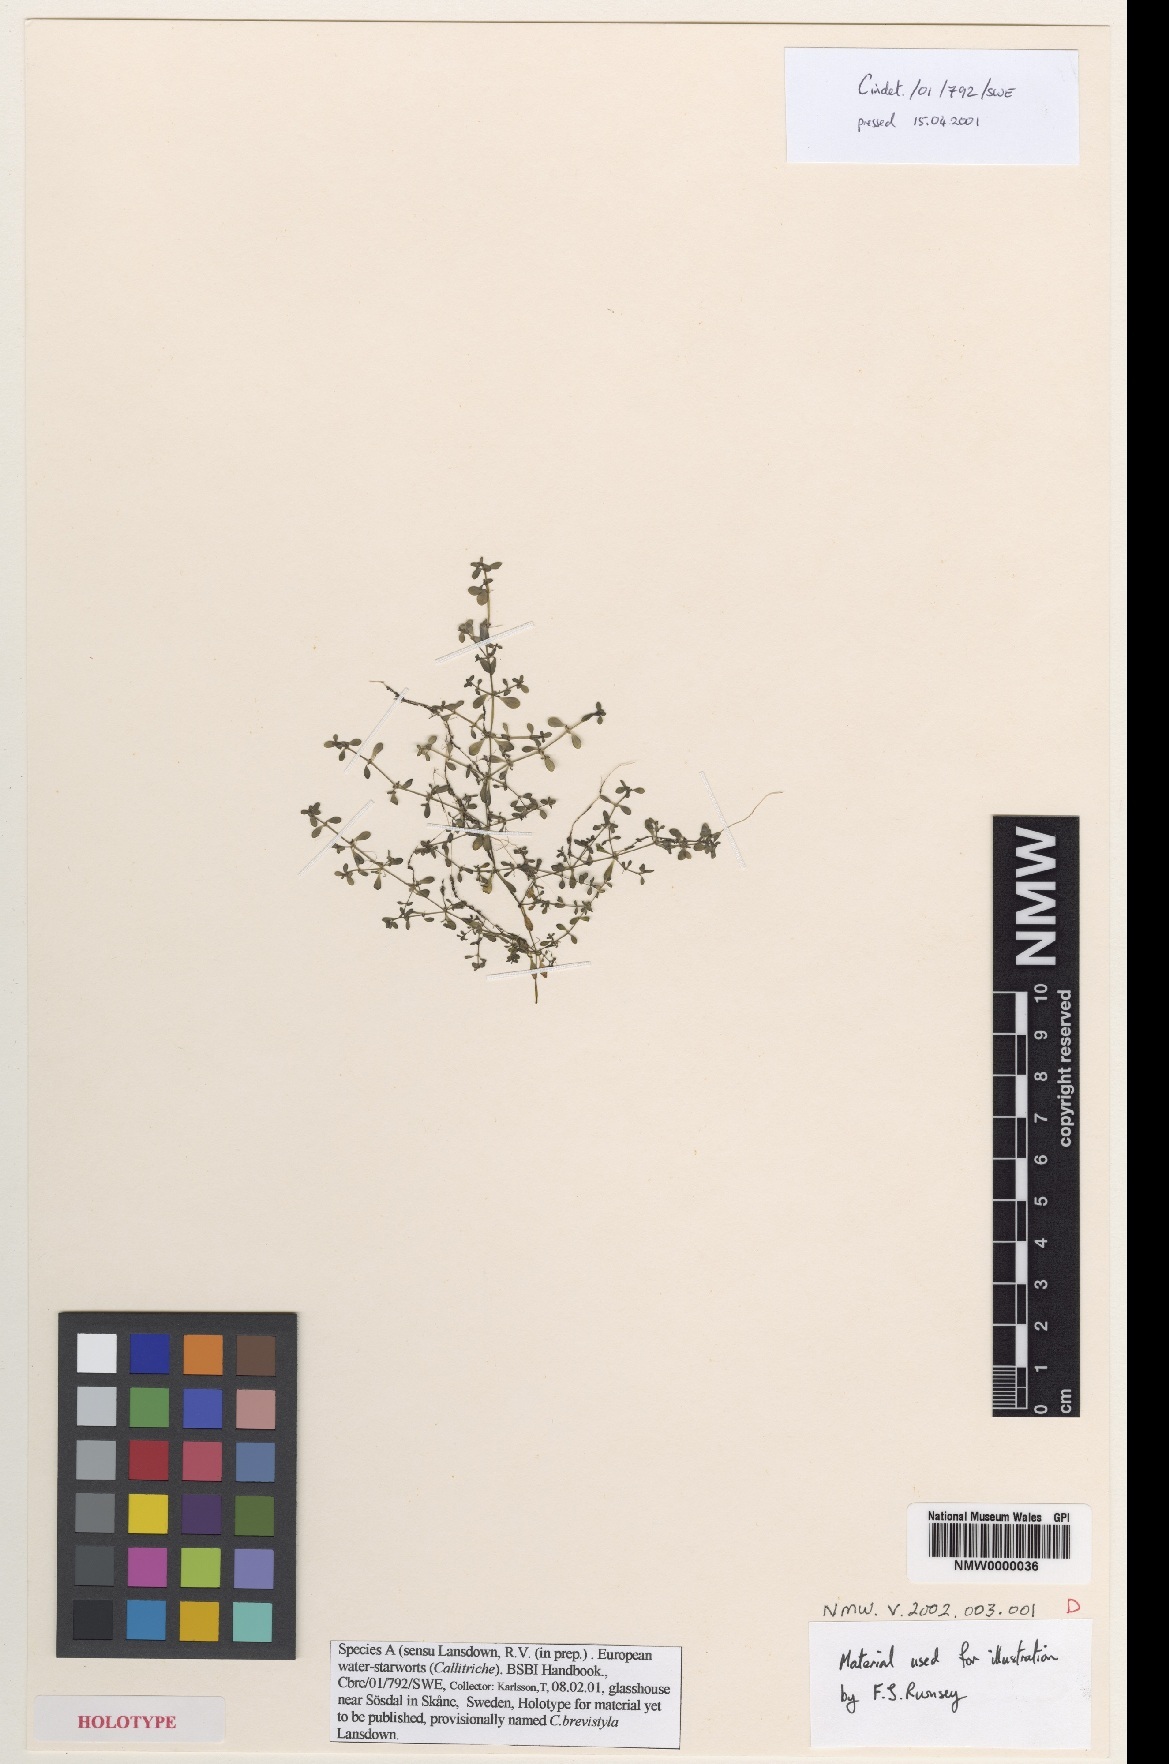 Cindet./01/792/SWE
pressed 15.04.2001
NMW
10
9
8
7
6
5
4
3
2
1
0
cm
copyright reserved
National Museum Wales GPI
NMW0000036
NMW. V. 2002. 003. 001 D
Material used for illustration
by F.J. Rumsey
Species A (sensu Lansdown, R.V. (in prep.) . European
water-starworts (Callitriche). BSBI Handbook.,
Cbre/01/792/SWE, Collector: Karlsson,T, 08.02.01, glasshouse
near Sösdal in Skåne, Sweden, Holotype for material yet
to be published, provisionally named C.brevistyla
Lansdown.
HOLOTYPE